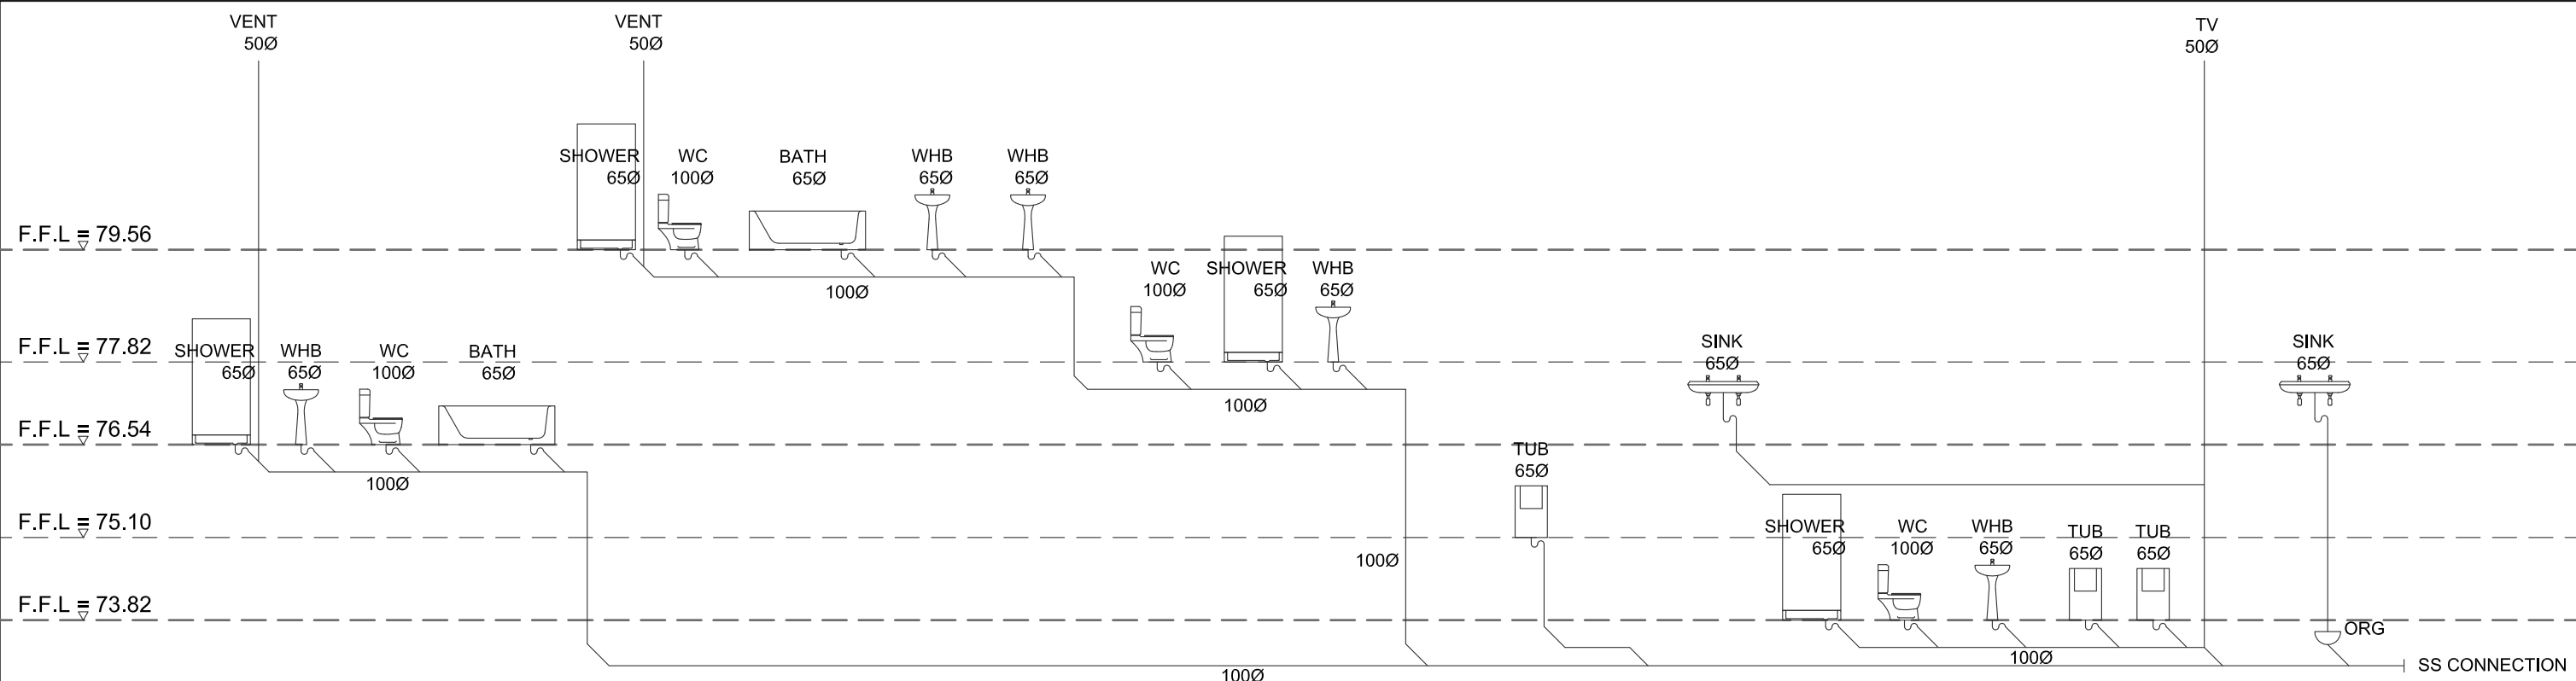 VENT
50Ø
VENT
50Ø
TV
50Ø
SHOWER
65Ø
WC
100Ø
BATH
65Ø
WHB
65Ø
WHB
65Ø
F.F.L = 79.56
100Ø
WC
100Ø
SHOWER
65Ø
WHB
65Ø
F.F.L = 77.82
SHOWER
65Ø
WHB
65Ø
WC
100Ø
BATH
65Ø
SINK
65Ø
SINK
65Ø
100Ø
F.F.L = 76.54
100Ø
TUB
65Ø
F.F.L = 75.10
SHOWER
65Ø
WC
100Ø
WHB
65Ø
TUB
65Ø
TUB
65Ø
100Ø
F.F.L = 73.82
ORG
100Ø
SS CONNECTION
100Ø